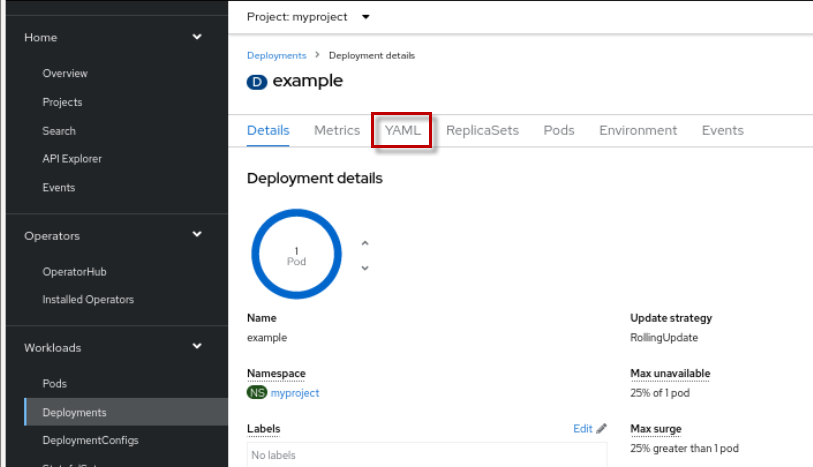 Project: myproject
Home
Overview
Projects
Search
API Explorer
Events
Operators
OperatorHub
Installed Operators
Workloads
Pods
Deployments
DeploymentConfigs
Deployments > Deployment details
D example
Details Metrics YAML ReplicaSets Pods Environment Events
Deployment details
1
Pod
Name
example
Namespace
NS myproject
Labels
Edit
No labels
Update strategy
RollingUpdate
Max unavailable
25% of 1 pod
Max surge
25% greater than 1 pod